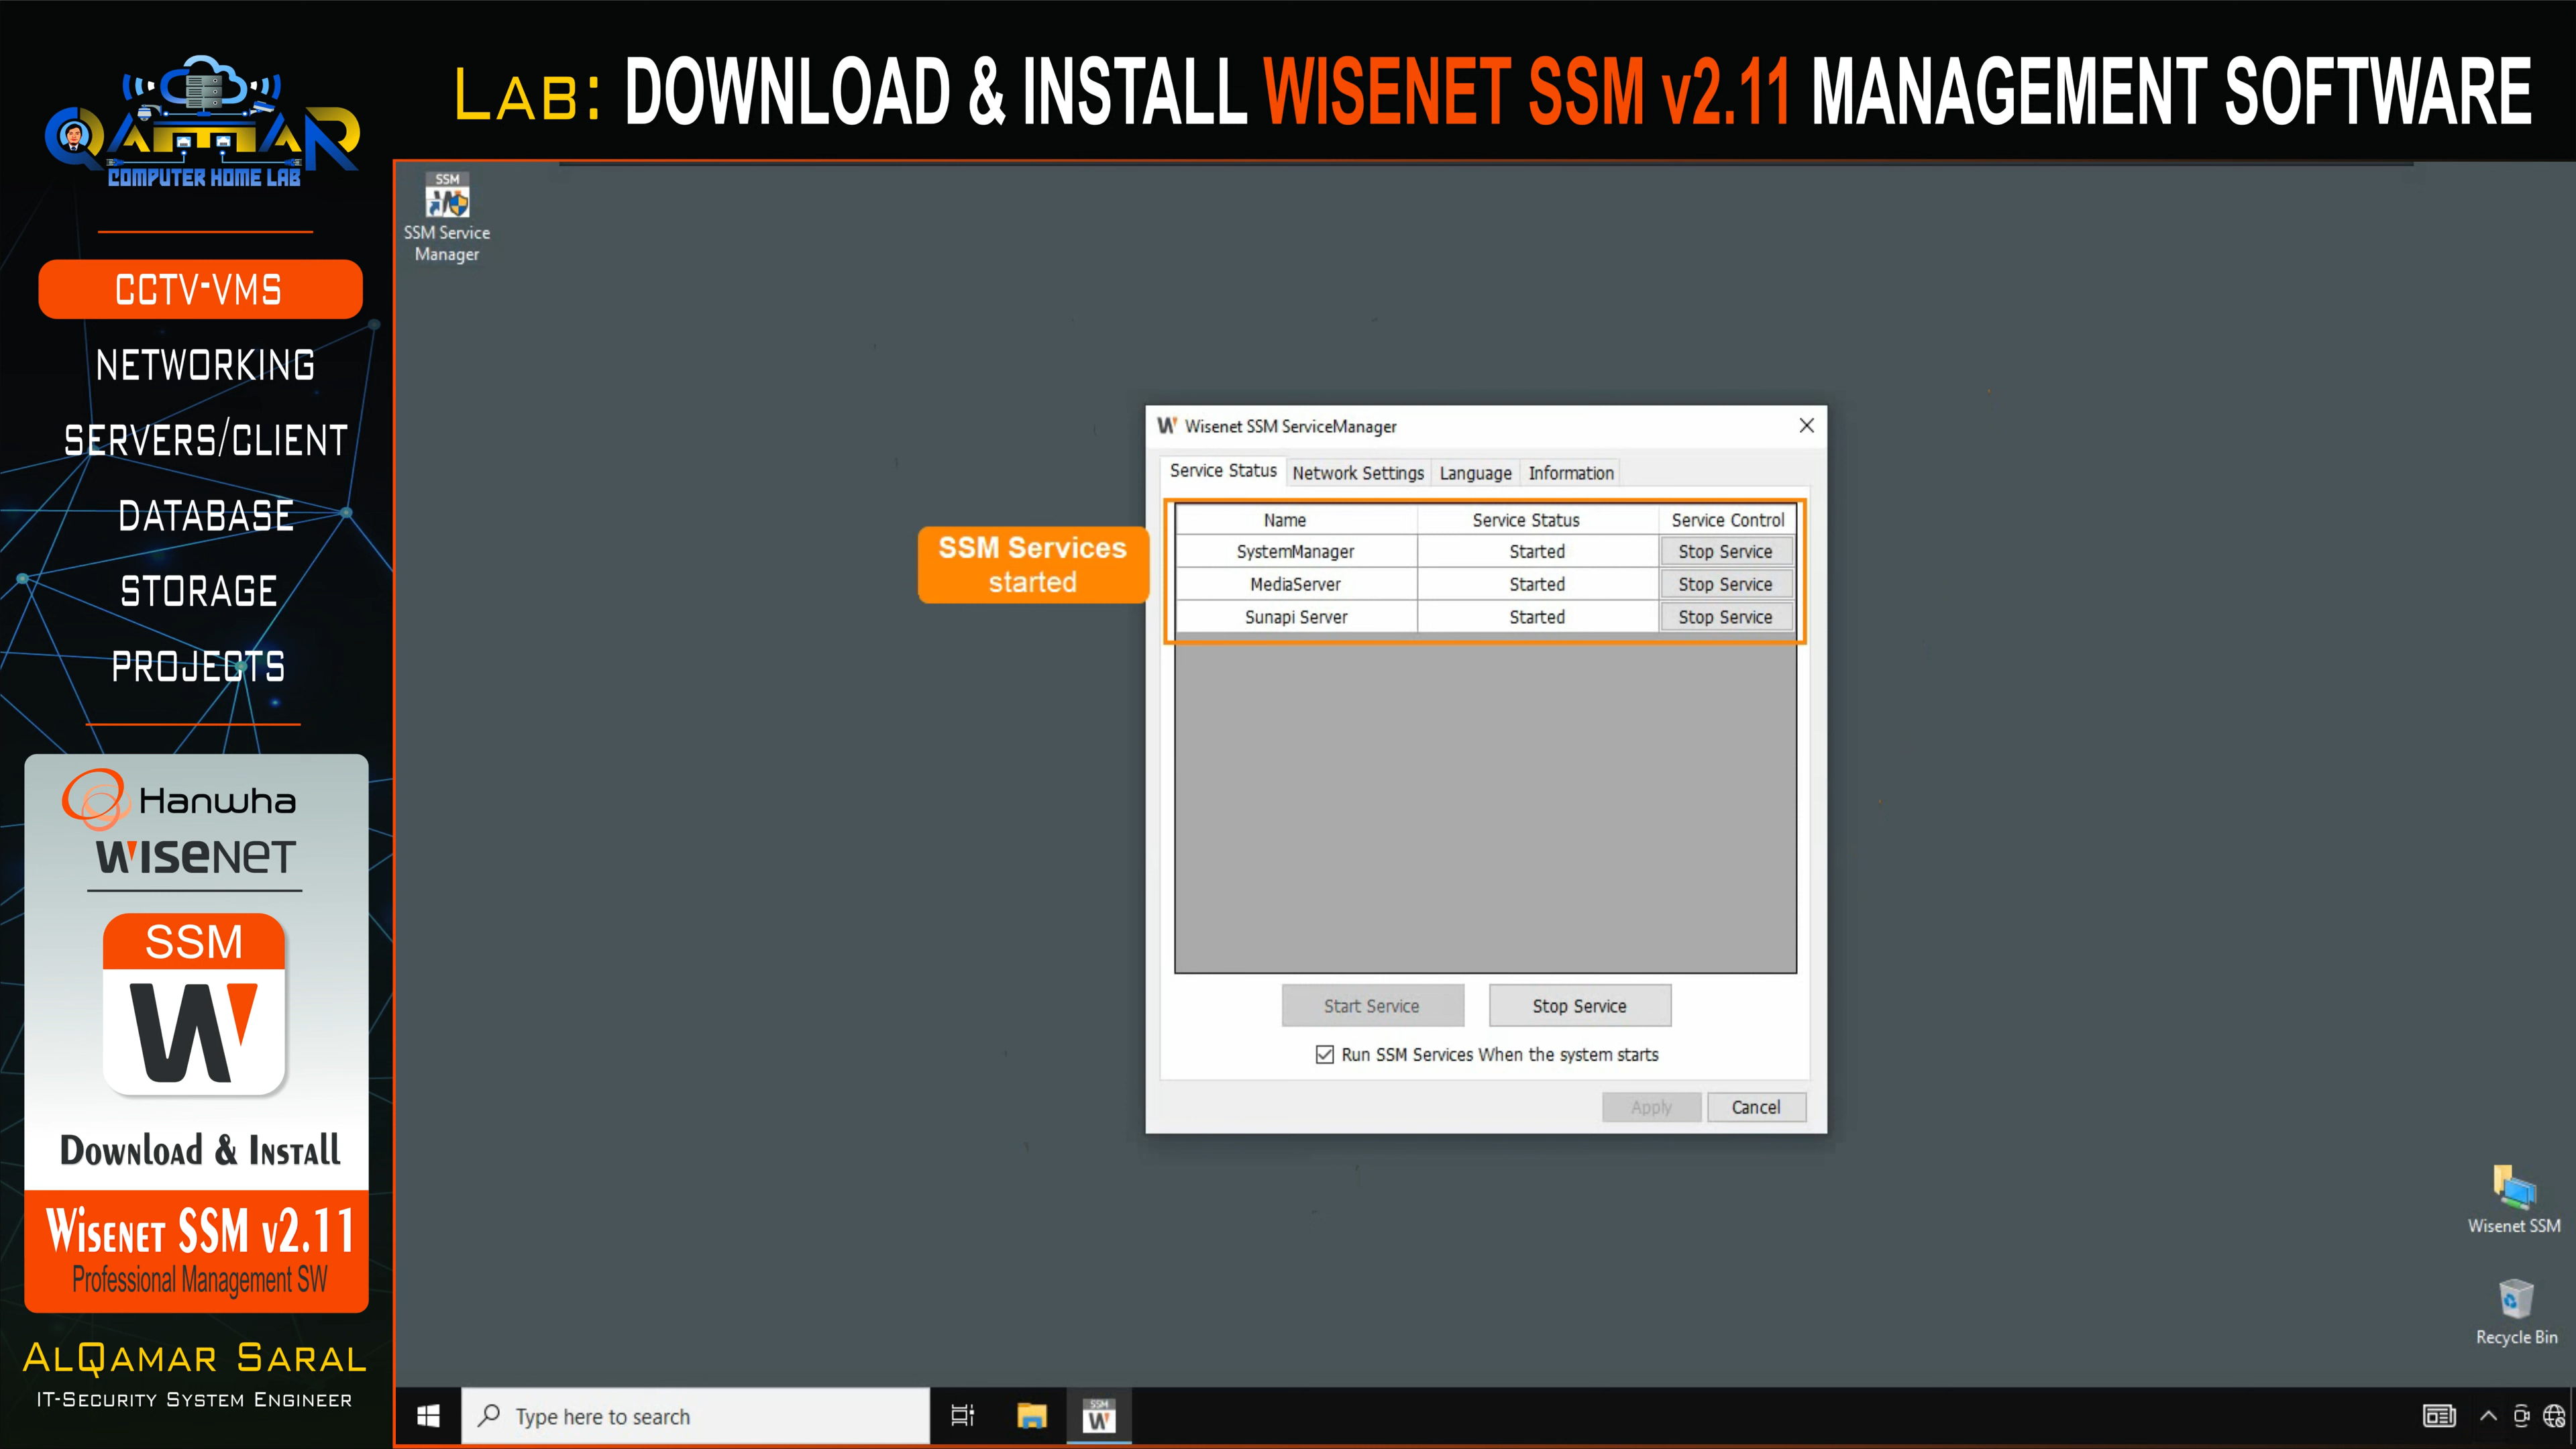 QAMAR
COMPUTER HOME LAB
Lab: DOWNLOAD & INSTALL WISENET SSM v2.11 MANAGEMENT SOFTWARE
CCTV-VMS
NETWORKING
SERVERS/CLIENT
DATABASE
STORAGE
PROJECTS
Hanwha
WISENET
SSM
W
Download & Install
Wisenet SSM v2.11
Professional Management SW
AlQamar Saral
IT-Security System Engineer
SSM
SSM Service
Manager
SSM Services
started
W Wisenet SSM ServiceManager
Service Status Network Settings Language Information
Name Service Status Service Control
SystemManager Started Stop Service
MediaServer Started Stop Service
Sunapi Server Started Stop Service
Start Service Stop Service
Run SSM Services When the system starts
Apply Cancel
Wisenet SSM
Recycle Bin
Type here to search
SSM
W